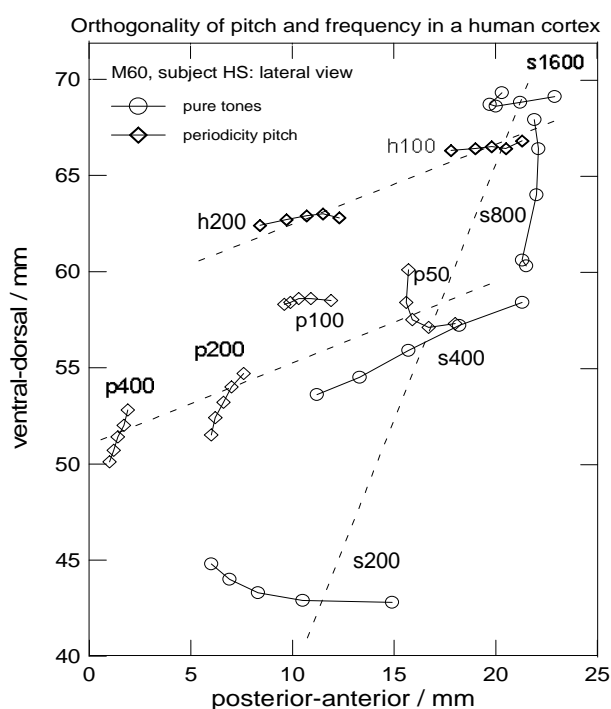 Orthogonality of pitch and frequency in a human cortex
M60, subject HS: lateral view
pure tones
periodicity pitch
s1600
h100
h200
s800
p50
p100
p200
s400
p400
s200
ventral-dorsal / mm
70
65
60
55
50
45
40
0 5 10 15 20 25
posterior-anterior / mm